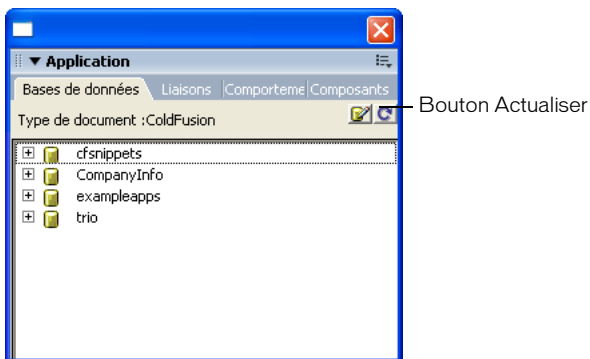 Application
Bases de données Liaisons Comporteme Composants
Type de document :ColdFusion
Bouton Actualiser
cfsnippets
CompanyInfo
exampleapps
trio